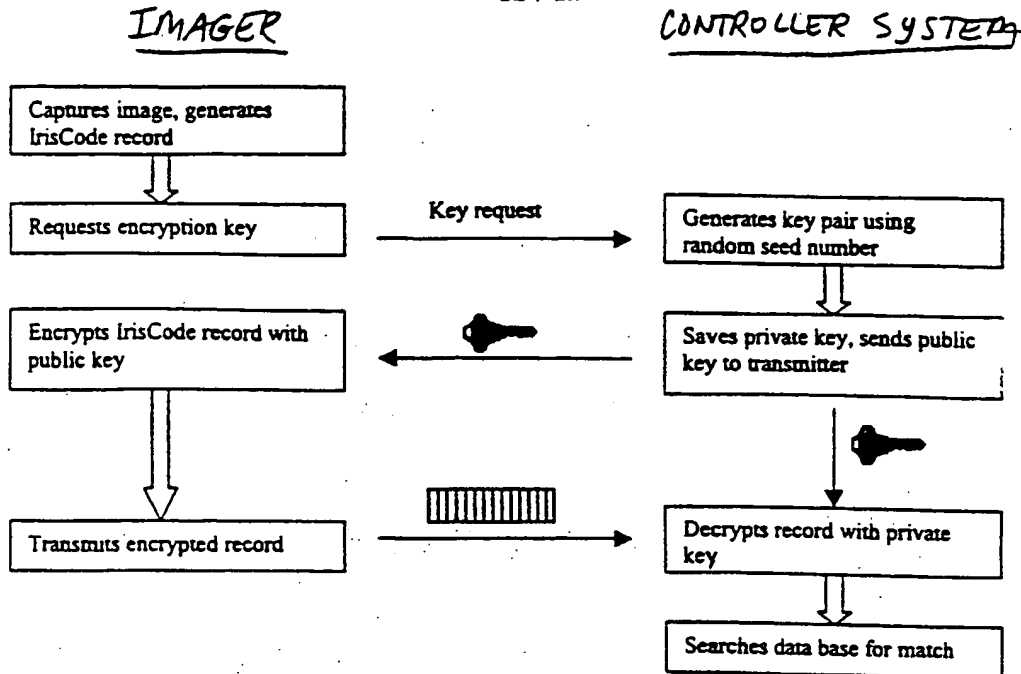 IMAGER
CONTROLLER SYSTEM
Captures image, generates
IrisCode record
Requests encryption key
Key request
Generates key pair using
random seed number
Encrypts IrisCode record with
public key
Saves private key, sends public
key to transmitter
Transmits encrypted record
Decrypts record with private
key
Searches data base for match